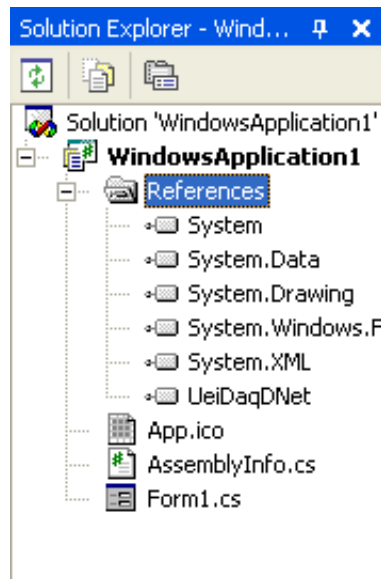 Solution Explorer - Wind...
Solution 'WindowsApplication1'
WindowsApplication1
References
System
System.Data
System.Drawing
System.Windows.F
System.XML
UeiDaqDNet
App.ico
AssemblyInfo.cs
Form1.cs